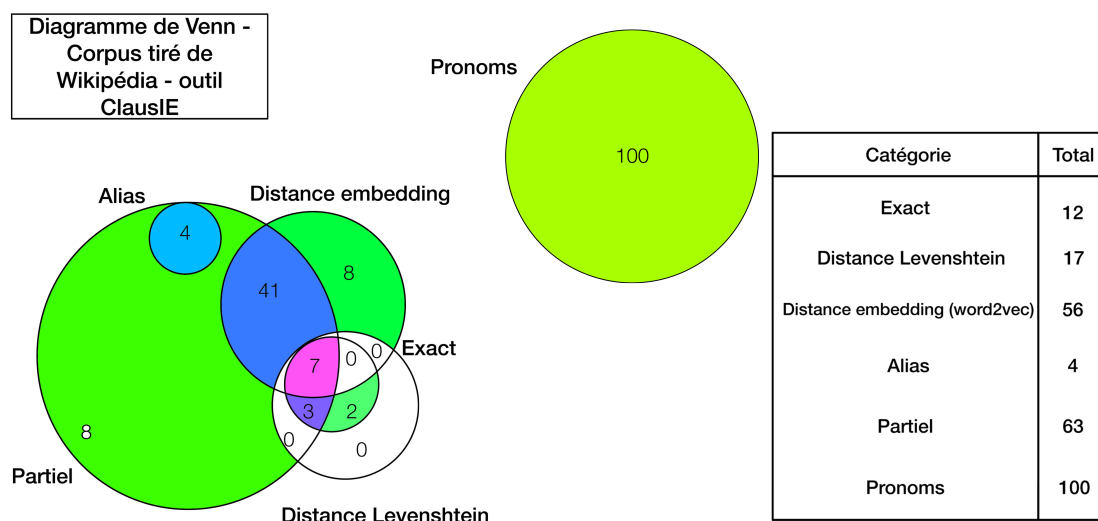 Diagramme de Venn -
Corpus tiré de
Wikipédia - outil
ClausIE
Pronoms
100
Alias
Distance embedding
4
8
41
Exact
7
0
0
3
2
0
0
8
Partiel
Distance Levenshtein
Catégorie Total
Exact 12
Distance Levenshtein 17
Distance embedding (word2vec) 56
Alias 4
Partiel 63
Pronoms 100